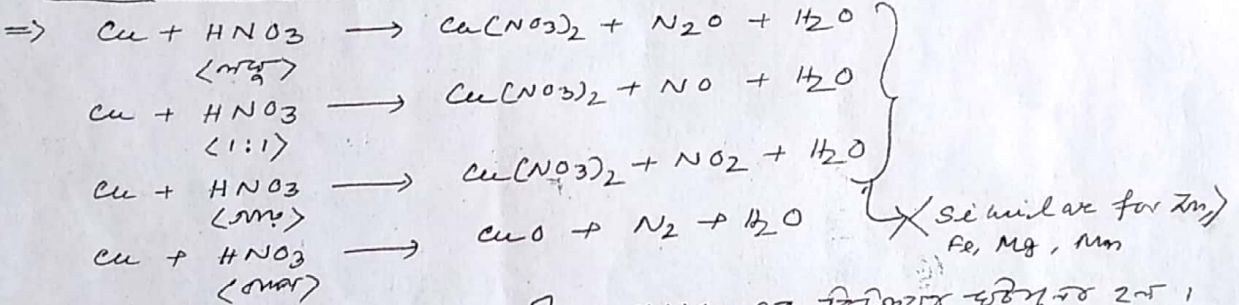 => Cu + HNO3 ⟶ Cu(NO3)2 + N2O + H2O
<লঘু>
Cu + HNO3 ⟶ Cu(NO3)2 + NO + H2O
<1:1>
Cu + HNO3 ⟶ Cu(NO3)2 + NO2 + H2O
<গাঢ়>
Cu + HNO3 ⟶ CuO + N2 + H2O
similar for Zn,
Fe, Mg, Mn